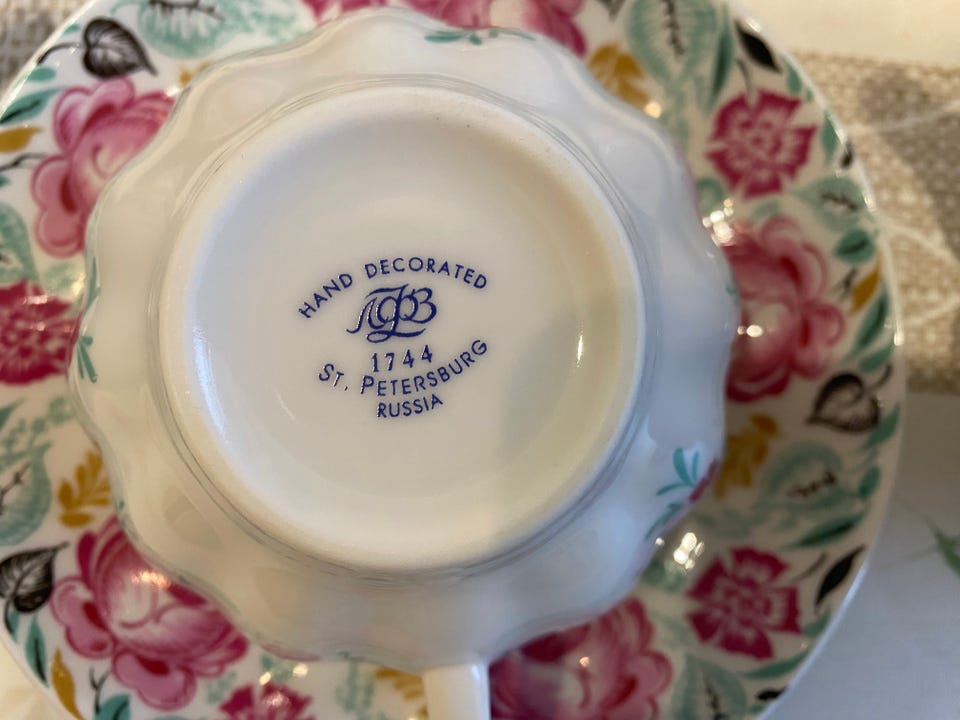 HAND DECORATED
ЛФЗ
1744
ST. PETERSBURG
RUSSIA